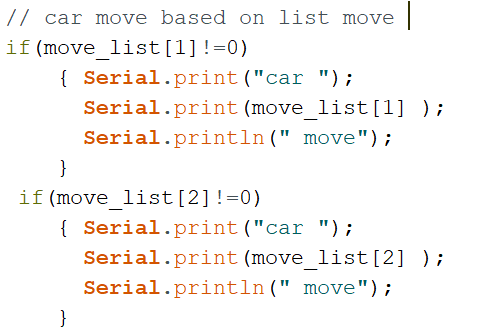 // car move based on list move
if(move_list[1]!=0)
{ Serial.print("car ");
Serial.print(move_list[1] );
Serial.println(" move");
}
if(move_list[2]!=0)
{ Serial.print("car ");
Serial.print(move_list[2] );
Serial.println(" move");
}